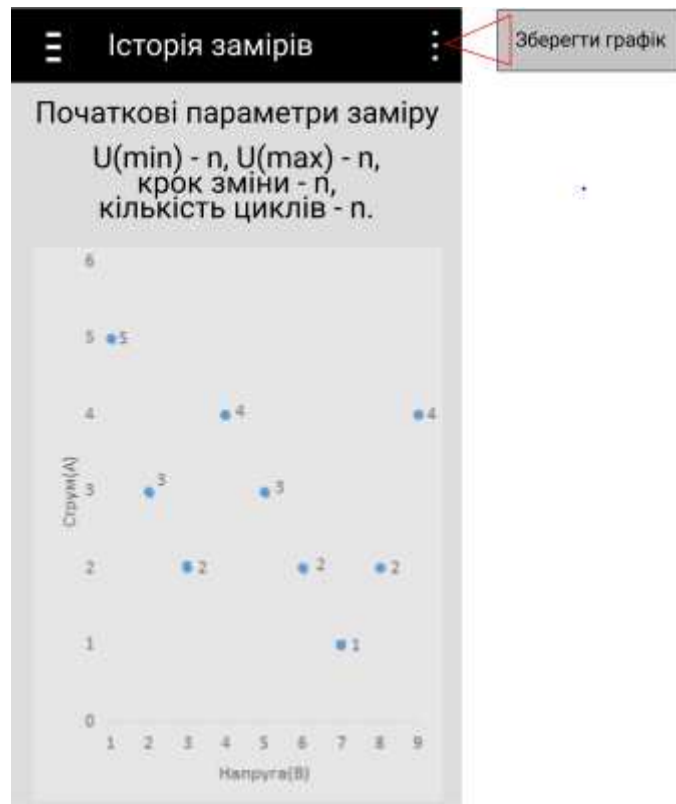 Історія замірів
Зберегти графік
Початкові параметри заміру
U(min) - n, U(max) - n,
крок зміни - n,
кількість циклів - n.
6
5 5
4 4 4
Струм(А)
3 3 3
2 2 2 2
1 1
0
1 2 3 4 5 6 7 8 9
Напруга(В)